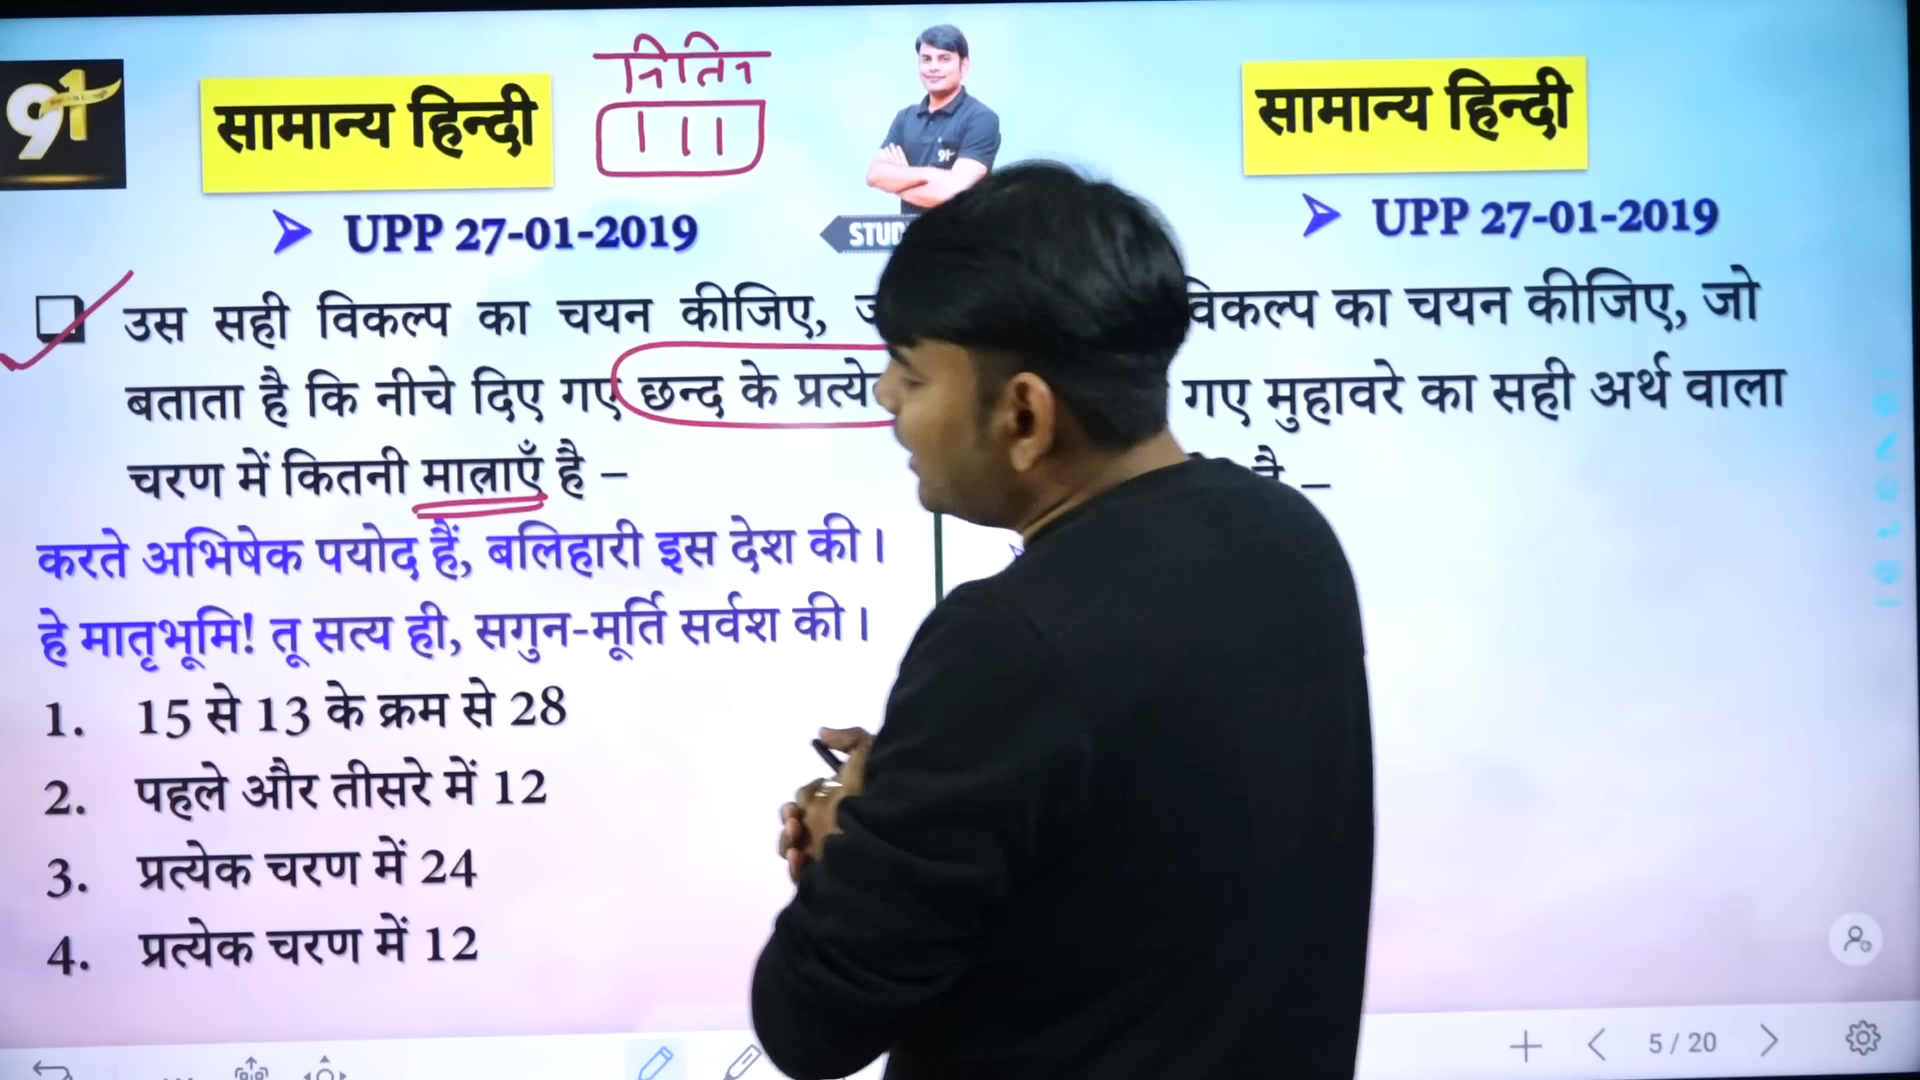 91
सामान्य हिन्दी
नितिन
। । ।
UPP 27-01-2019
उस सही विकल्प का चयन कीजिए,
बताता है कि नीचे दिए गए छन्द के
चरण में कितनी मात्राएँ है –
करते अभिषेक पयोद हैं, बलिहारी इस देश की।
हे मातृभूमि! तू सत्य ही, सगुन-मूर्ति सर्वश की।
1. 15 से 13 के क्रम से 28
2. पहले और तीसरे में 12
3. प्रत्येक चरण में 24
4. प्रत्येक चरण में 12
सामान्य हिन्दी
UPP 27-01-2019
विकल्प का चयन कीजिए, जो
गए मुहावरे का सही अर्थ वाला
है –
5 / 20